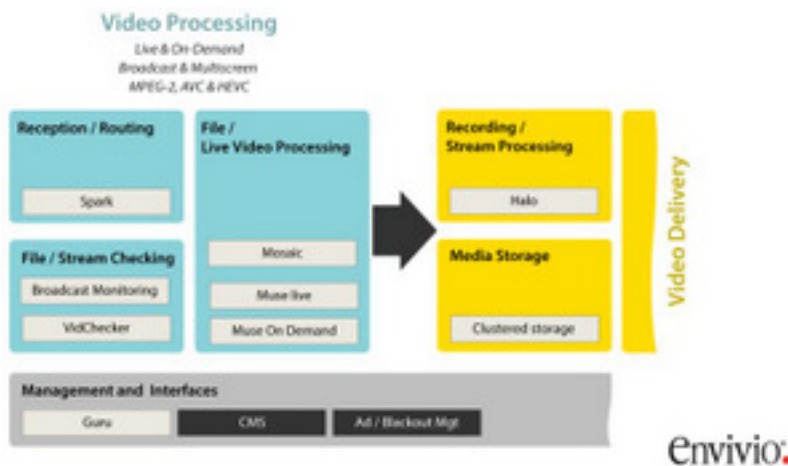 Video Processing
Live & On-Demand
Broadcast & Multiscreen
MPEG-2, AVC & HEVC
Reception / Routing
Spark
File / Stream Checking
Broadcast Monitoring
VidChecker
File /
Live Video Processing
Mosaic
Muse live
Muse On Demand
Recording /
Stream Processing
Halo
Media Storage
Clustered storage
Video Delivery
Management and Interfaces
Guru
CMS
Ad / Blackout Mgt
envivio.